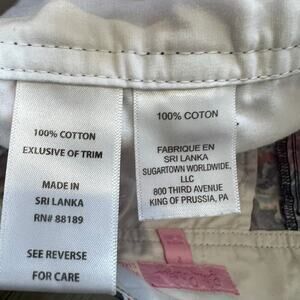 100% COTTON
EXLUSIVE OF TRIM
MADE IN
SRI LANKA
RN# 88189
SEE REVERSE
FOR CARE
100% COTON
FABRIQUE EN
SRI LANKA
SUGARTOWN WORLDWIDE,
LLC
800 THIRD AVENUE
KING OF PRUSSIA, PA